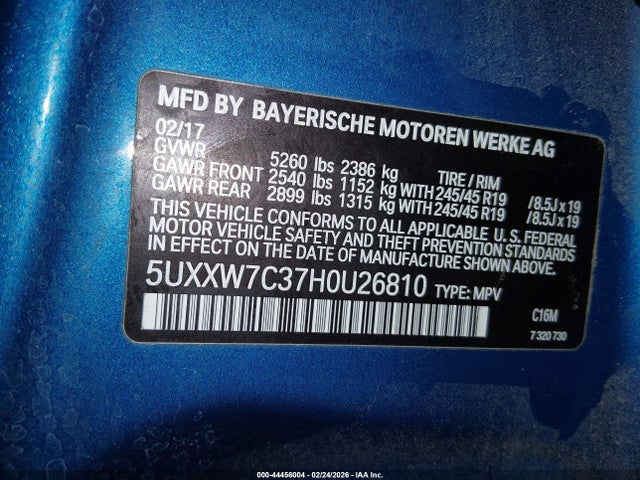 MFD BY BAYERISCHE MOTOREN WERKE AG
02/17
GVWR 5260 lbs 2386 kg TIRE / RIM
GAWR FRONT 2540 lbs 1152 kg WITH 245/45 R19 /8.5J x 19
GAWR REAR 2899 lbs 1315 kg WITH 245/45 R19 /8.5J x 19
THIS VEHICLE CONFORMS TO ALL APPLICABLE U. S. FEDERAL
MOTOR VEHICLE SAFETY AND THEFT PREVENTION STANDARDS
IN EFFECT ON THE DATE OF MANUFACTURE SHOWN ABOVE.
5UXXW7C37H0U26810 TYPE: MPV
C16M
7 320 730
000-44456004 - 02/24/2026 - IAA Inc.